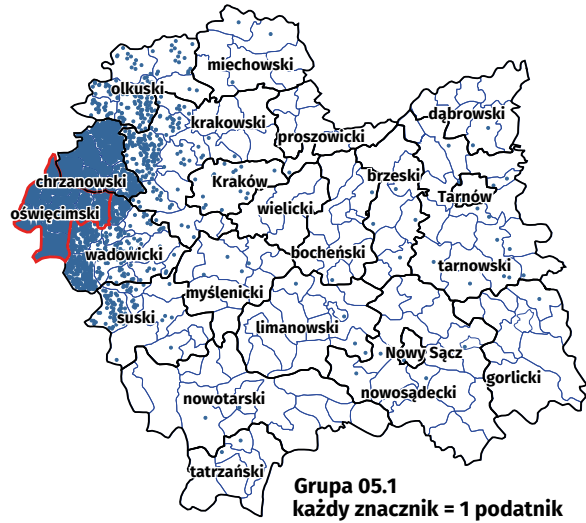 miechowski
olkuski
dąbrowski
krakowski
proszowicki
chrzanowski
Kraków
brzeski
Tarnów
oświęcimski
wielicki
wadowicki
bocheński
tarnowski
myślenicki
suski
limanowski
Nowy Sącz
gorlicki
nowotarski
nowosądecki
tatrzański
Grupa 05.1
każdy znacznik = 1 podatnik